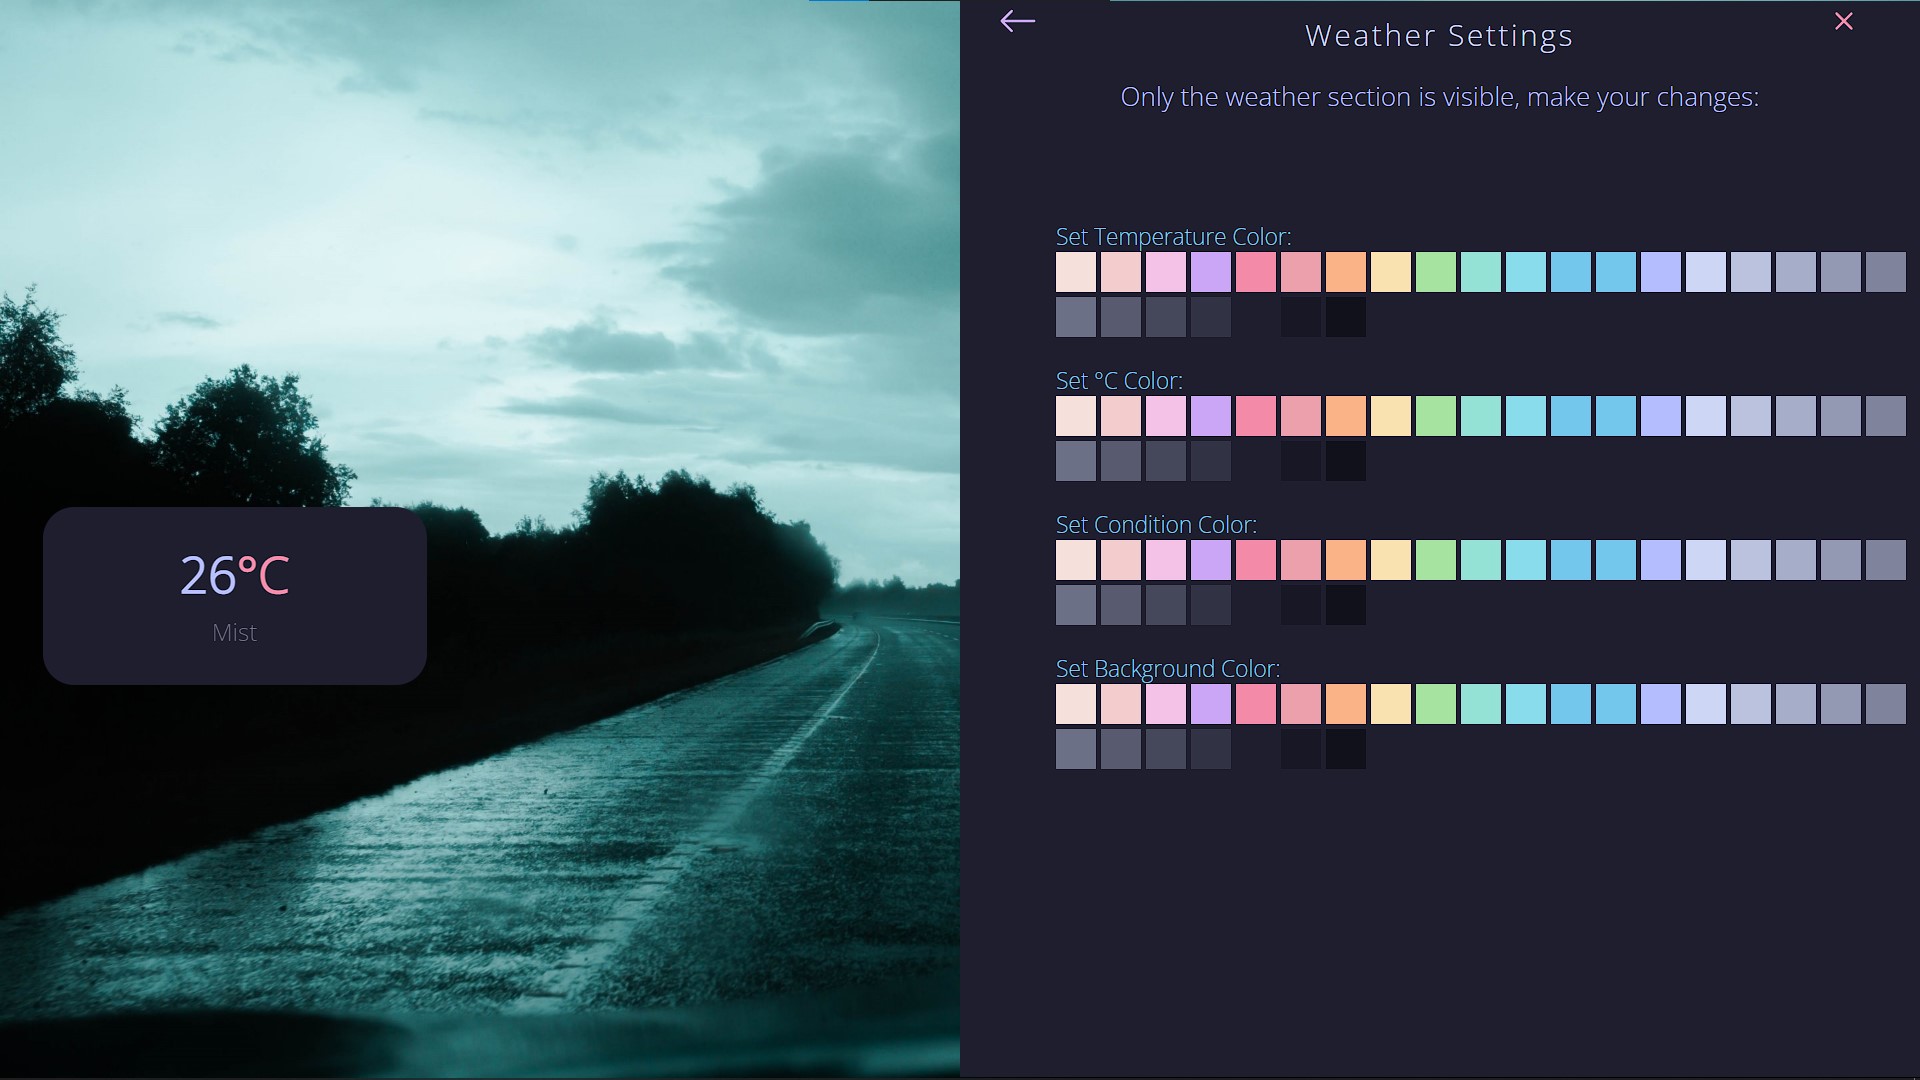 Weather Settings
Only the weather section is visible, make your changes:
Set Temperature Color:
Set °C Color:
Set Condition Color:
Set Background Color:
26°C
Mist